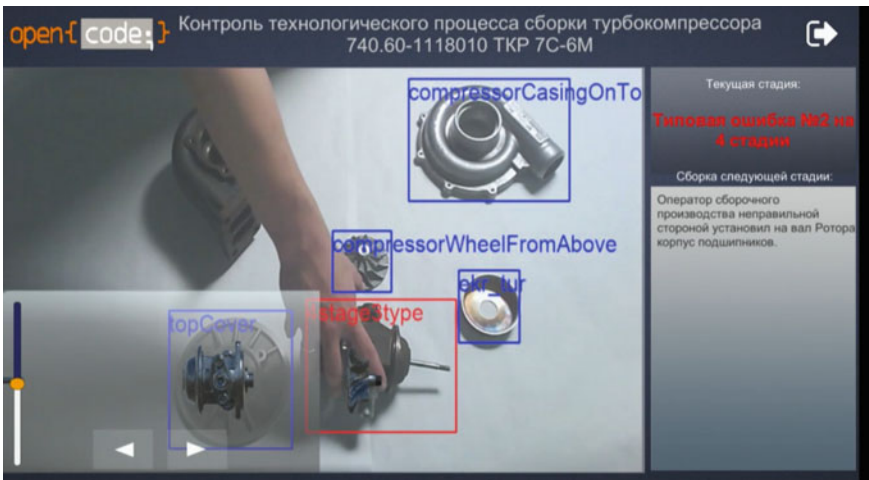 open{ code: }
Контроль технологического процесса сборки турбокомпрессора
740.60-1118010 ТКР 7С-6М
Текущая стадия:
Типовая ошибка №2 на
4 стадии
Сборка следующей стадии:
Оператор сборочного
производства неправильной
стороной установил на вал Ротора
корпус подшипников.
compressorCasingOnTo
compressorWheelFromAbove
ekr_tur
topCover